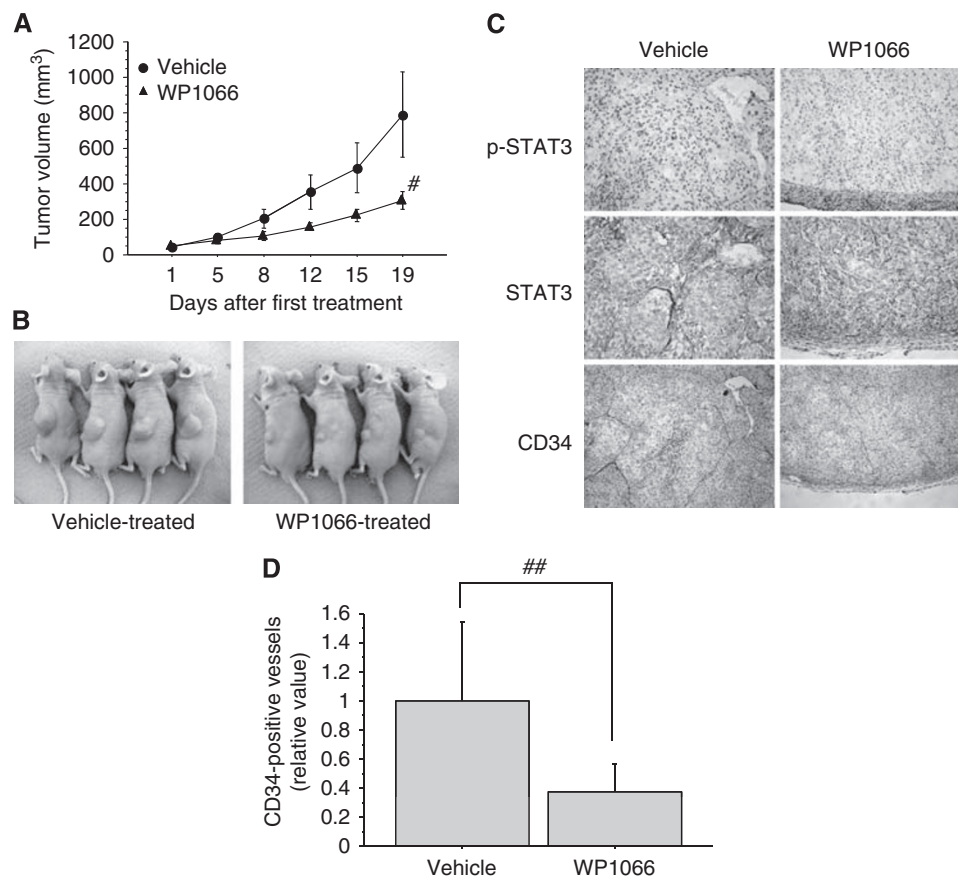 A
Tumor volume (mm³)
1200
1000
800
600
400
200
0
Vehicle
WP1066
#
1 5 8 12 15 19
Days after first treatment
B
Vehicle-treated WP1066-treated
C
Vehicle WP1066
p-STAT3
STAT3
CD34
D
##
CD34-positive vessels
(relative value)
1.6
1.4
1.2
1
0.8
0.6
0.4
0.2
0
Vehicle WP1066